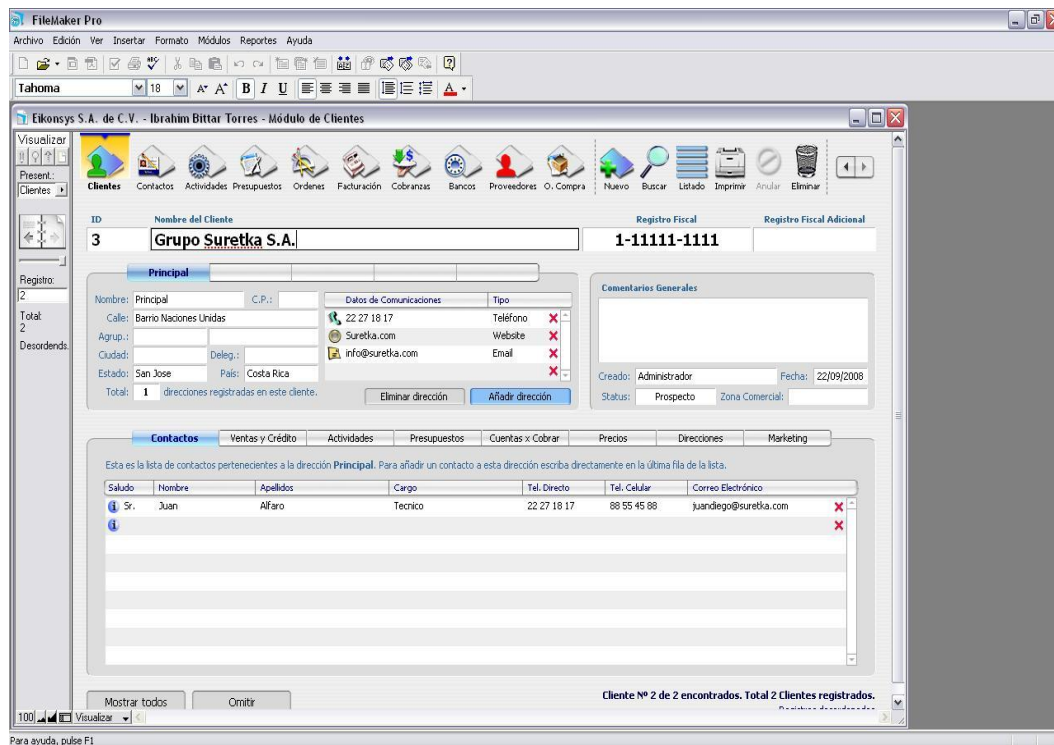 FileMaker Pro
Archivo Edición Ver Insertar Formato Módulos Reportes Ayuda
Tahoma 18 B I U A
Eikonsys S.A. de C.V. - Ibrahim Bittar Torres - Módulo de Clientes
Visualizar
Present.:
Clientes
Clientes Contactos Actividades Presupuestos Ordenes Facturación Cobranzas Bancos Proveedores O. Compra Nuevo Buscar Listado Imprimir Anular Eliminar
ID Nombre del Cliente Registro Fiscal Registro Fiscal Adicional
3 Grupo Suretka S.A. 1-11111-1111
Registro:
2
Total:
2
Desordends.
Principal
Nombre: Principal C.P.:
Calle: Barrio Naciones Unidas
Agrup.:
Ciudad: Deleg.:
Estado: San Jose País: Costa Rica
Total: 1 direcciones registradas en este cliente.
Datos de Comunicaciones Tipo
22 27 18 17 Teléfono
Suretka.com Website
info@suretka.com Email
Eliminar dirección Añadir dirección
Comentarios Generales
Creado: Administrador Fecha: 22/09/2008
Status: Prospecto Zona Comercial:
Contactos Ventas y Crédito Actividades Presupuestos Cuentas x Cobrar Precios Direcciones Marketing
Esta es la lista de contactos pertenecientes a la dirección Principal. Para añadir un contacto a esta dirección escriba directamente en la última fila de la lista.
Saludo Nombre Apellidos Cargo Tel. Directo Tel. Celular Correo Electrónico
Sr. Juan Alfaro Tecnico 22 27 18 17 88 55 45 88 juandiego@suretka.com
Mostrar todos Omitir
Cliente Nº 2 de 2 encontrados. Total 2 Clientes registrados.
100 Visualizar
Para ayuda, pulse F1